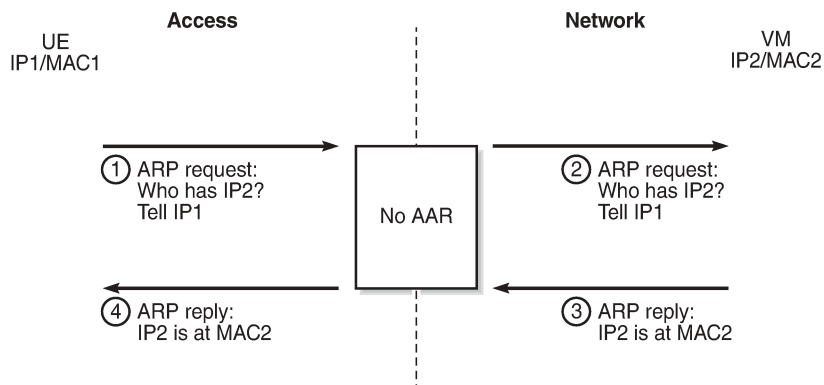 Access
Network
UE
IP1/MAC1
VM
IP2/MAC2
1 ARP request:
Who has IP2?
Tell IP1
2 ARP request:
Who has IP2?
Tell IP1
No AAR
4 ARP reply:
IP2 is at MAC2
3 ARP reply:
IP2 is at MAC2